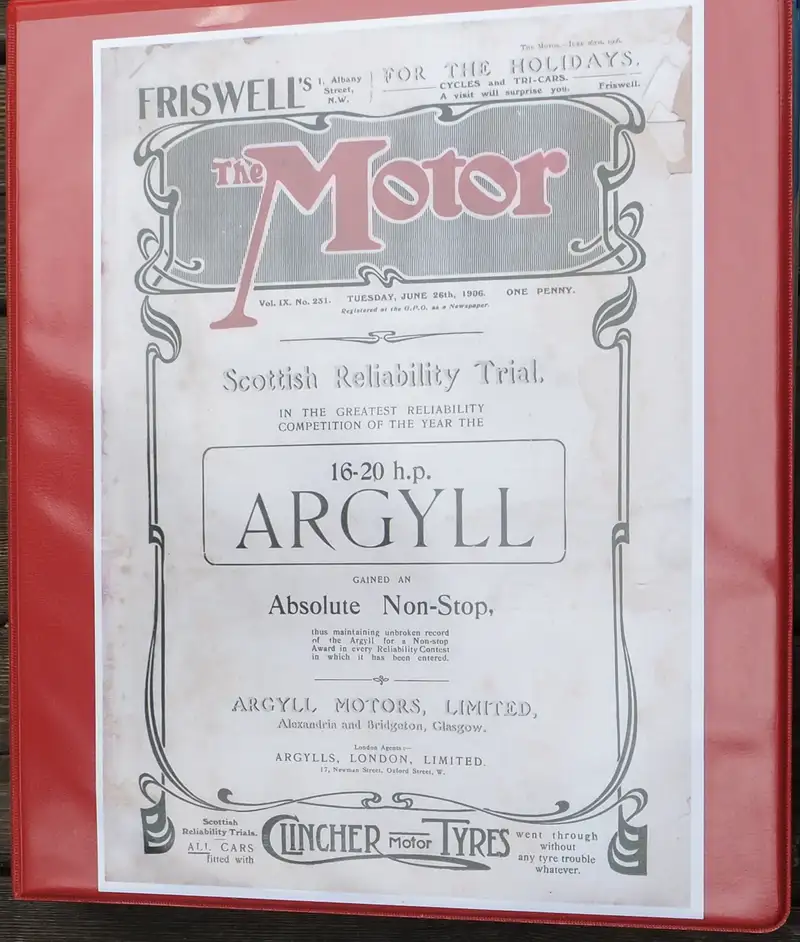 The Motor.—June 26th, 1906.
FRISWELL'S 1, Albany Street, N.W.
FOR THE HOLIDAYS.
CYCLES and TRI-CARS.
A visit will surprise you. Friswell.
The Motor
Vol. IX. No. 231. TUESDAY, JUNE 26th, 1906. ONE PENNY.
Registered at the G.P.O. as a Newspaper.
Scottish Reliability Trial.
IN THE GREATEST RELIABILITY
COMPETITION OF THE YEAR THE
16-20 h.p.
ARGYLL
GAINED AN
Absolute Non-Stop,
thus maintaining unbroken record
of the Argyll for a Non-stop
Award in every Reliability Contest
in which it has been entered.
ARGYLL MOTORS, LIMITED,
Alexandria and Bridgeton, Glasgow.
London Agents:—
ARGYLLS, LONDON, LIMITED.
17, Newman Street, Oxford Street, W.
Scottish
Reliability Trials.
ALL CARS
fitted with
CLINCHER Motor TYRES
went through
without
any tyre trouble
whatever.